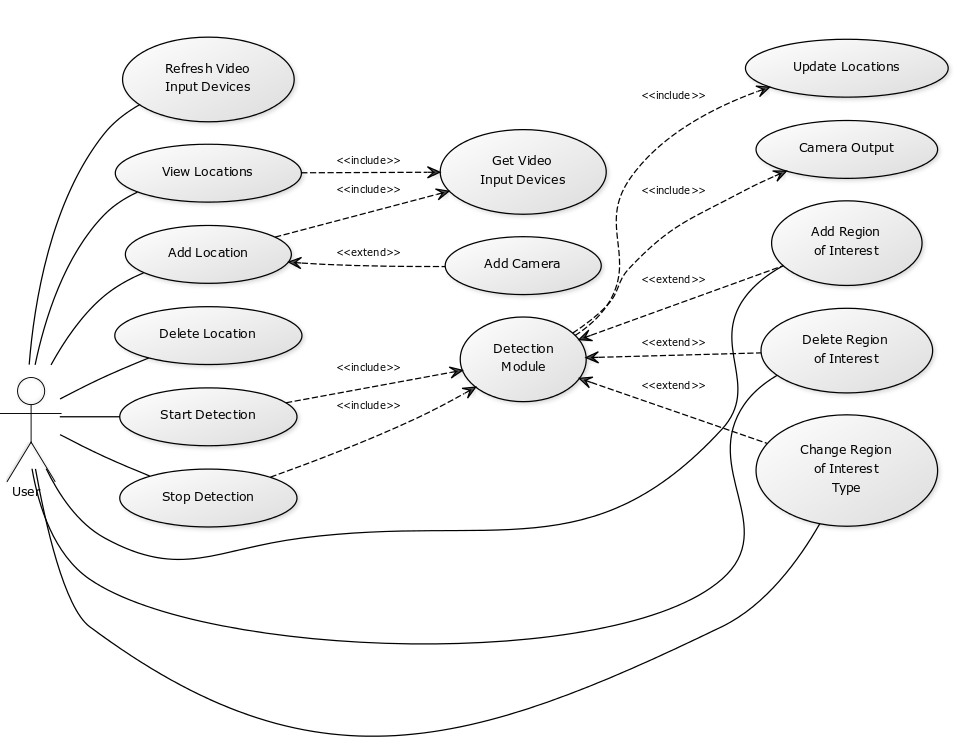 Refresh Video
Input Devices
View Locations
Add Location
Delete Location
Start Detection
Stop Detection
User
<<include>>
<<include>>
<<extend>>
<<include>>
<<include>>
Get Video
Input Devices
Add Camera
Detection
Module
<<include>>
<<include>>
<<extend>>
<<extend>>
<<extend>>
Update Locations
Camera Output
Add Region
of Interest
Delete Region
of Interest
Change Region
of Interest
Type